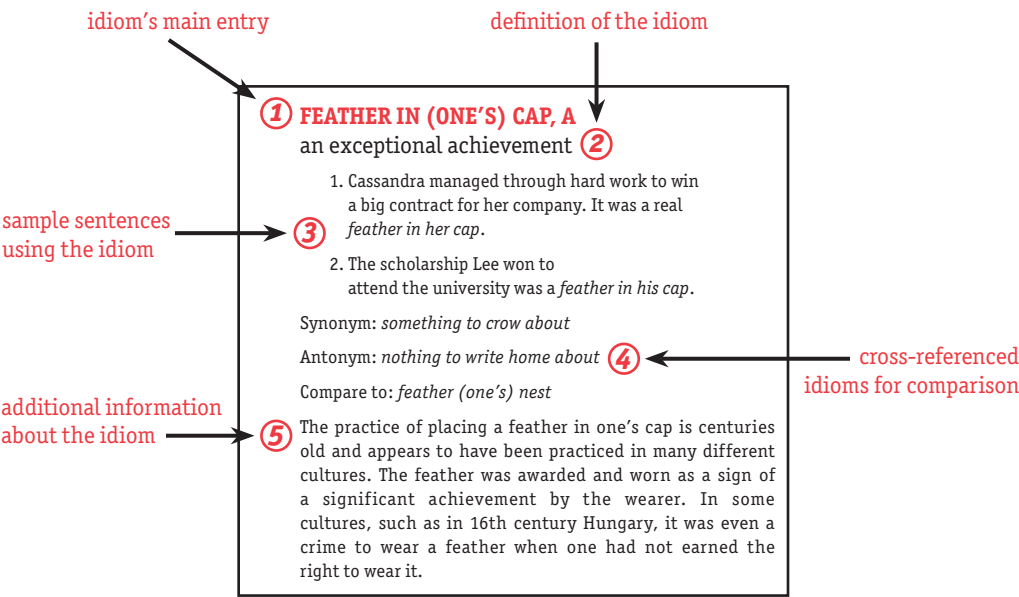 idiom's main entry
definition of the idiom
1 FEATHER IN (ONE'S) CAP, A
an exceptional achievement 2
1. Cassandra managed through hard work to win
a big contract for her company. It was a real
feather in her cap.
sample sentences
using the idiom
3
2. The scholarship Lee won to
attend the university was a feather in his cap.
Synonym: something to crow about
Antonym: nothing to write home about 4
cross-referenced
idioms for comparison
Compare to: feather (one's) nest
additional information
about the idiom
5 The practice of placing a feather in one's cap is centuries
old and appears to have been practiced in many different
cultures. The feather was awarded and worn as a sign of
a significant achievement by the wearer. In some
cultures, such as in 16th century Hungary, it was even a
crime to wear a feather when one had not earned the
right to wear it.